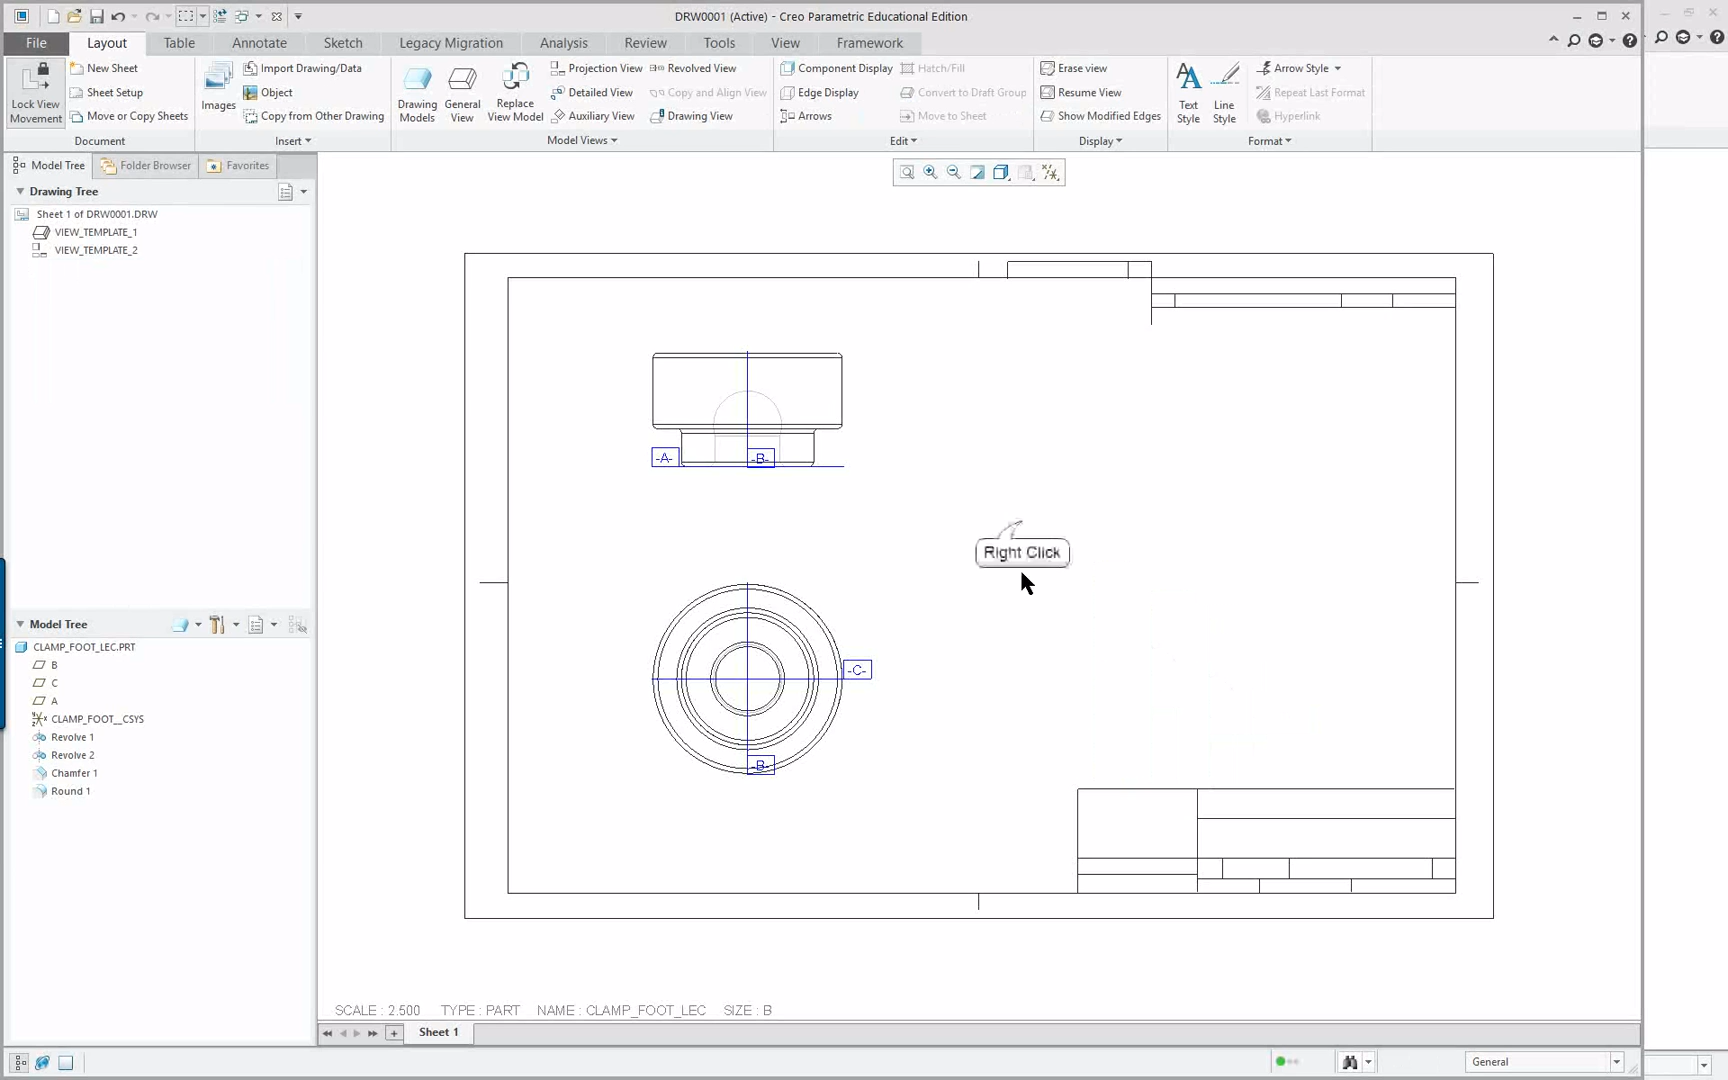 DRW0001 (Active) - Creo Parametric Educational Edition
File Layout Table Annotate Sketch Legacy Migration Analysis Review Tools View Framework
Lock View Movement
New Sheet
Sheet Setup
Move or Copy Sheets
Document
Images
Import Drawing/Data
Object
Copy from Other Drawing
Insert
Drawing Models
General View
Replace View Model
Projection View
Detailed View
Auxiliary View
Revolved View
Copy and Align View
Drawing View
Model Views
Component Display
Edge Display
Arrows
Hatch/Fill
Convert to Draft Group
Move to Sheet
Edit
Erase view
Resume View
Show Modified Edges
Display
Text Style
Line Style
Arrow Style
Repeat Last Format
Hyperlink
Format
Model Tree Folder Browser Favorites
Drawing Tree
Sheet 1 of DRW0001.DRW
VIEW_TEMPLATE_1
VIEW_TEMPLATE_2
Model Tree
CLAMP_FOOT_LEC.PRT
B
C
A
CLAMP_FOOT__CSYS
Revolve 1
Revolve 2
Chamfer 1
Round 1
-A-
-B-
Right Click
-C-
-B-
SCALE : 2.500 TYPE : PART NAME : CLAMP_FOOT_LEC SIZE : B
Sheet 1
General